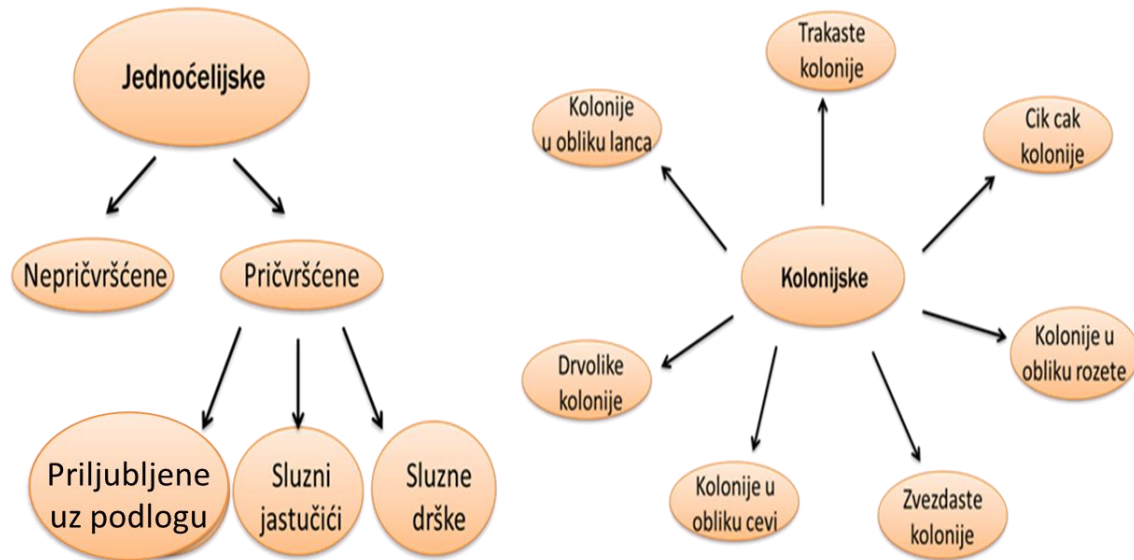 Jednoćelijske
Nepričvršćene
Pričvršćene
Priljubljene
uz podlogu
Sluzni
jastučići
Sluzne
drške
Trakaste
kolonije
Kolonije
u obliku lanca
Cik cak
kolonije
Kolonijske
Drvolike
kolonije
Kolonije u
obliku rozete
Kolonije u
obliku cevi
Zvezdaste
kolonije